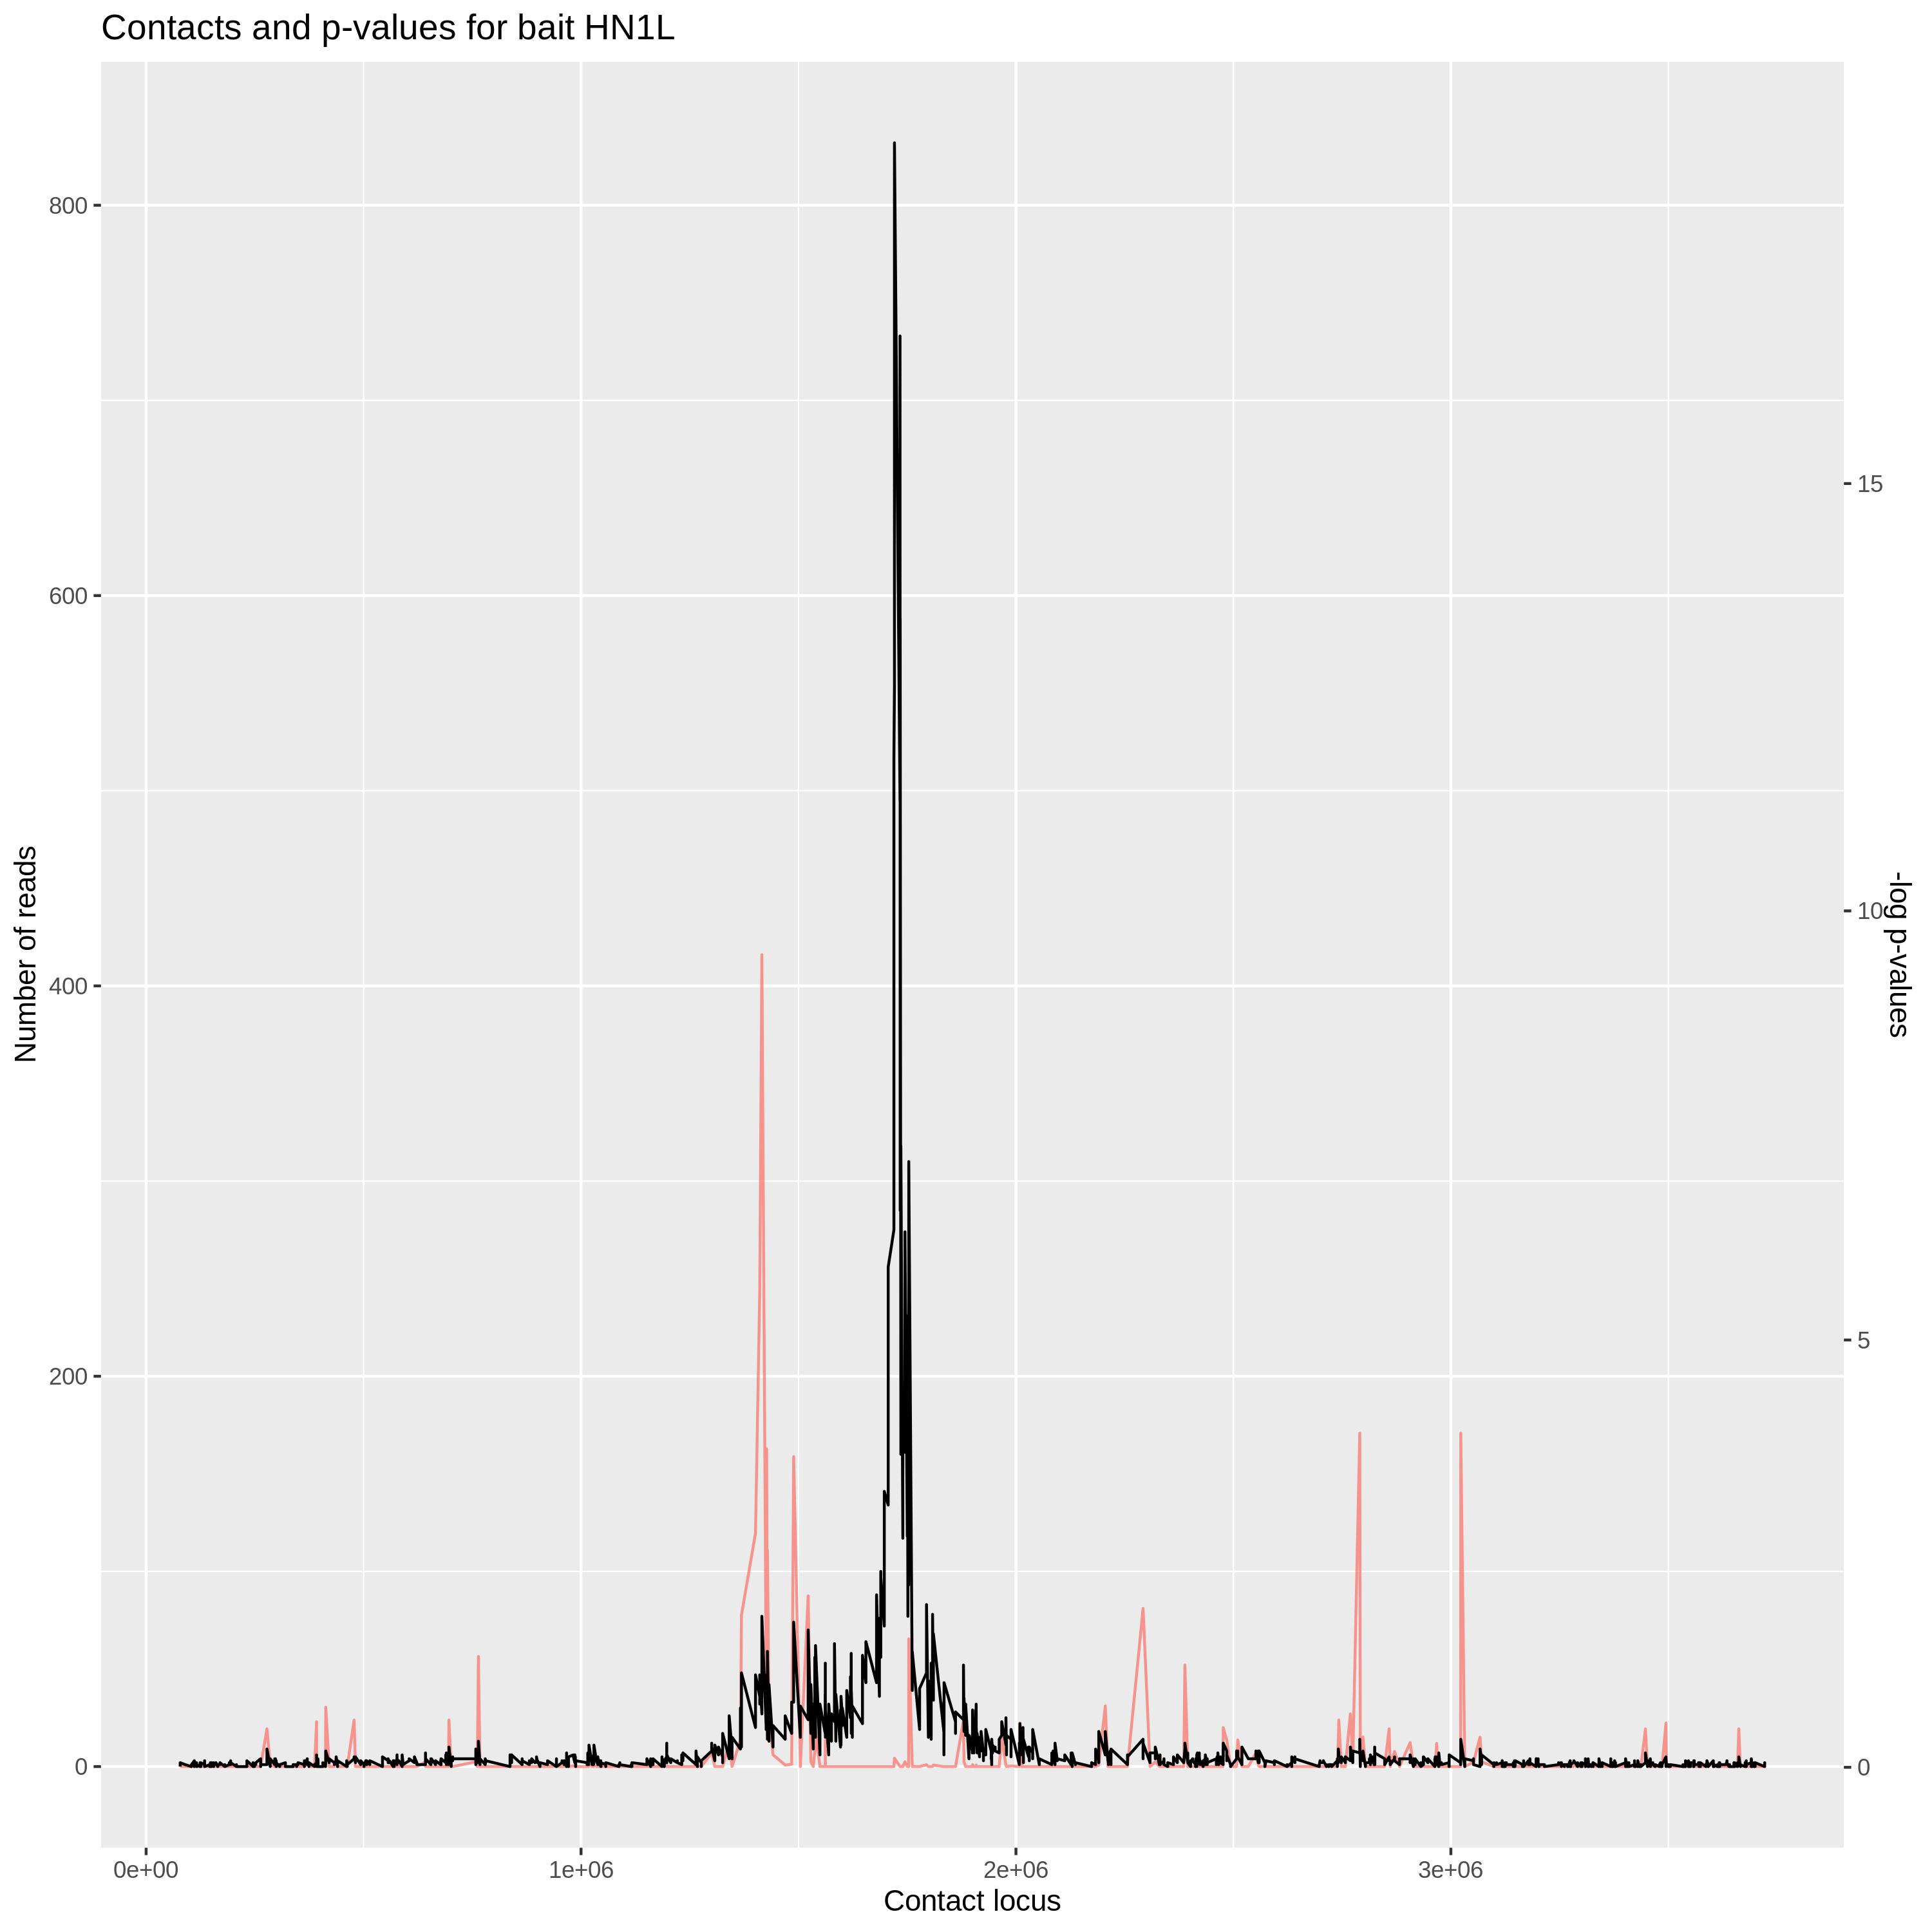 Contacts and p-values for bait HN1L
800
600
400
200
0
Number of reads
15
10
5
0
-log p-values
0e+00 1e+06 2e+06 3e+06
Contact locus